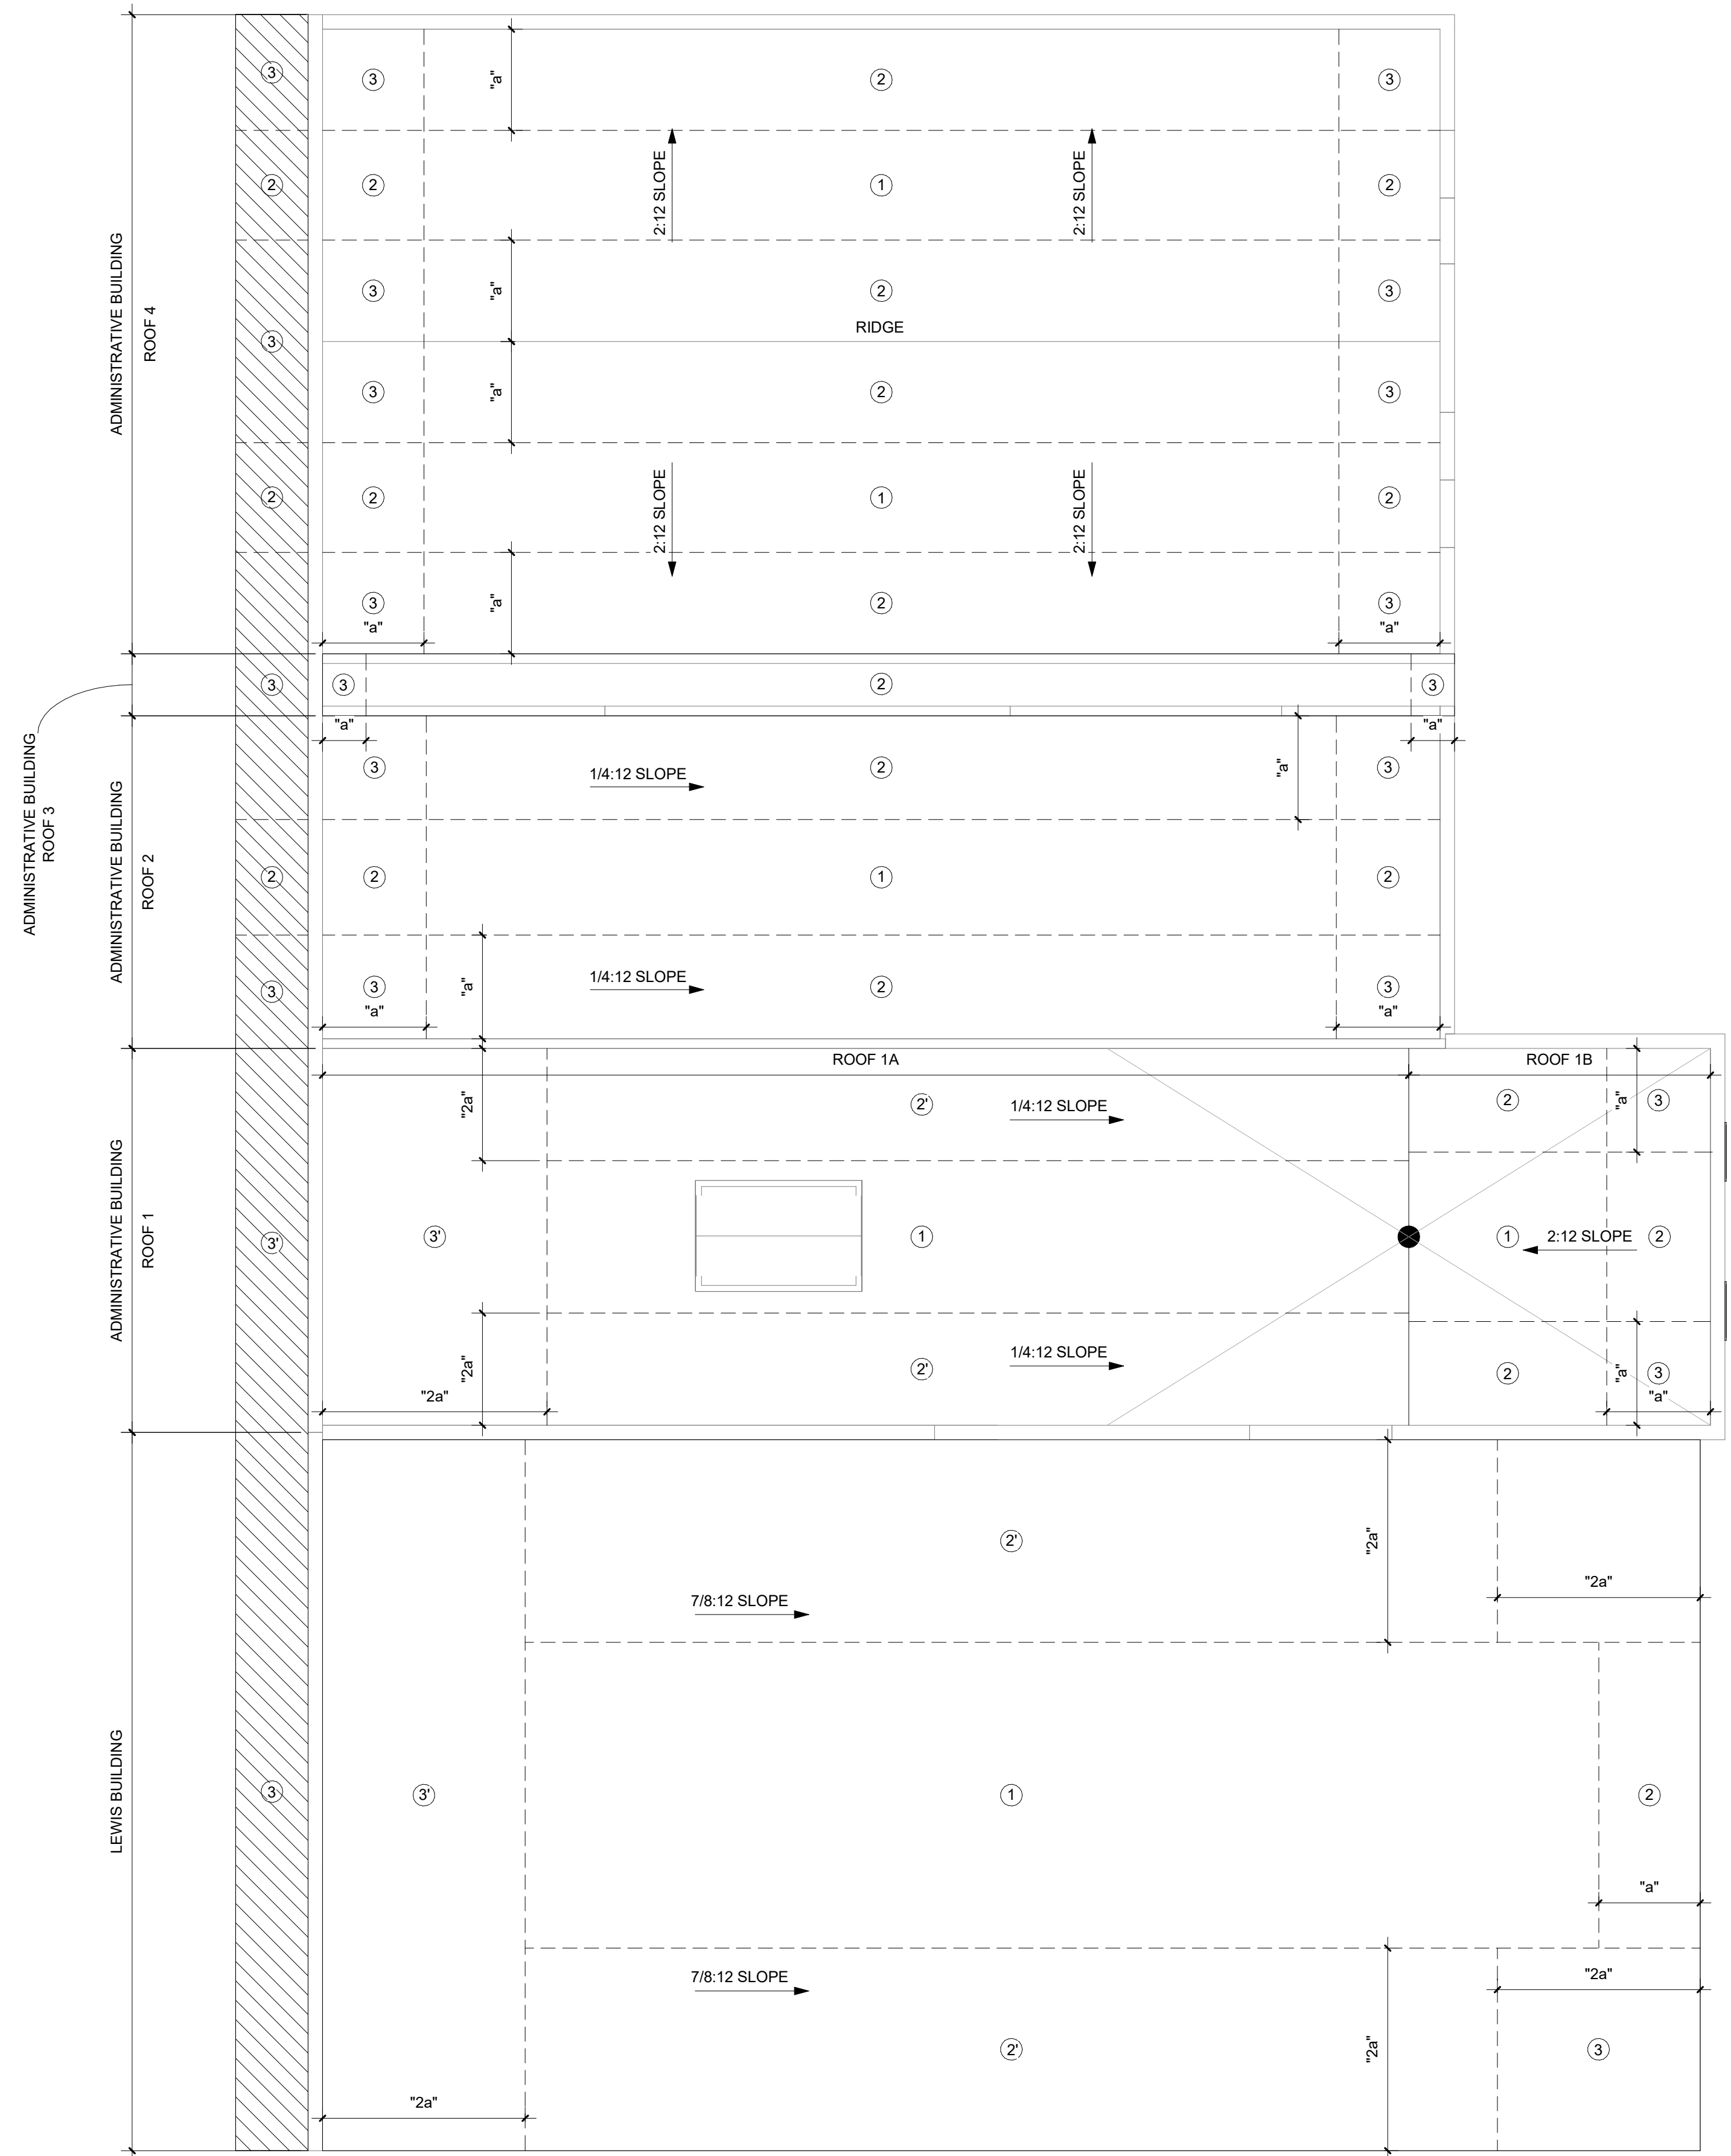 3
3
"a"
2
3
2
2
2:12 SLOPE
1
2:12 SLOPE
2
ADMINISTRATIVE BUILDING
ROOF 4
3
"a"
2
3
RIDGE
3
3
"a"
2
3
2
2
2:12 SLOPE
1
2:12 SLOPE
2
3
"a"
2
3
"a"
"a"
ADMINISTRATIVE BUILDING
ROOF 3
3
3
2
3
"a"
"a"
ADMINISTRATIVE BUILDING
ROOF 2
3
1/4:12 SLOPE
2
"a"
3
2
2
1
2
3
3
"a"
1/4:12 SLOPE
"a"
2
3
"a"
ROOF 1A
ROOF 1B
"2a"
2'
1/4:12 SLOPE
2
"a"
3
ADMINISTRATIVE BUILDING
ROOF 1
3'
3'
1
1
2:12 SLOPE
2
"2a"
2'
1/4:12 SLOPE
2
"a"
3
"2a"
"a"
2'
"2a"
"2a"
7/8:12 SLOPE
LEWIS BUILDING
3
3'
1
2
"a"
7/8:12 SLOPE
"2a"
2'
"2a"
3
"2a"